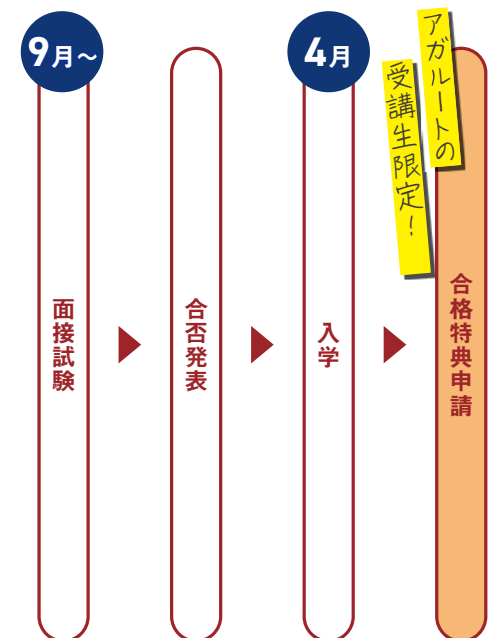 9月～
面接試験
合否発表
4月
入学
アガルートの
受講生限定！
合格特典申請